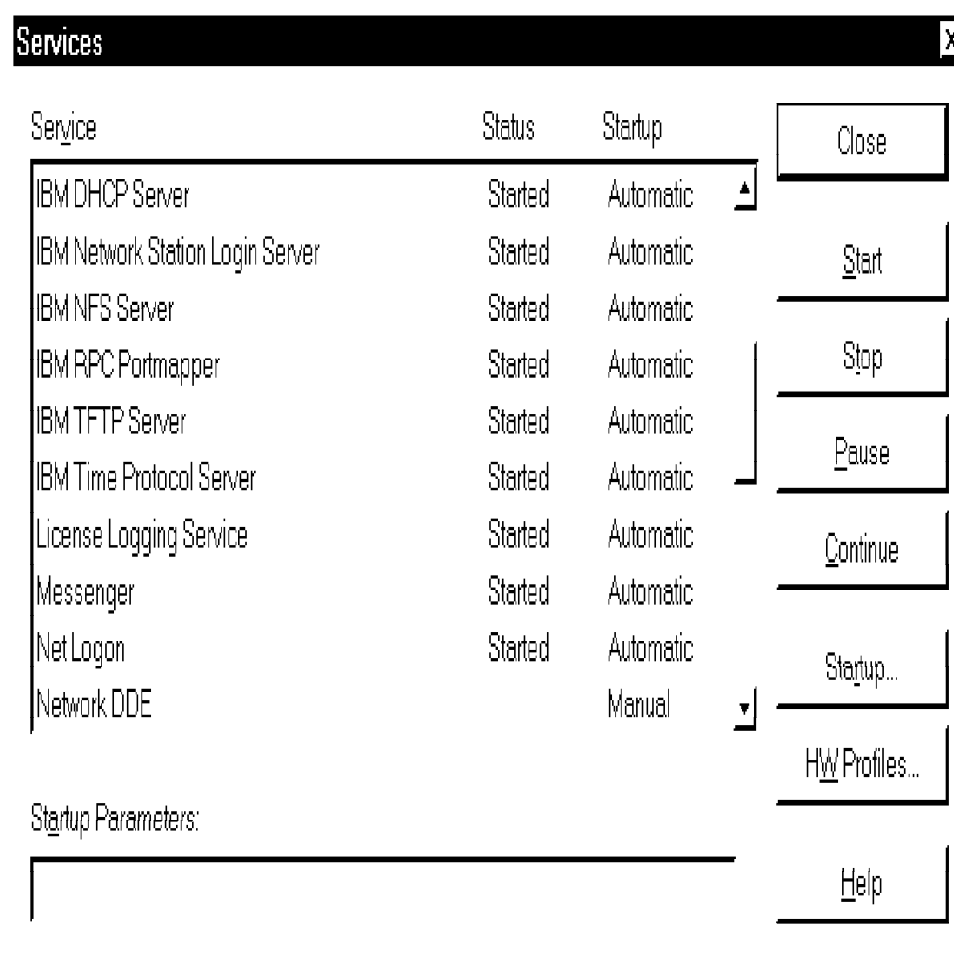 Services X
Service Status Startup
IBM DHCP Server Started Automatic
IBM Network Station Login Server Started Automatic
IBM NFS Server Started Automatic
IBM RPC Portmapper Started Automatic
IBM TFTP Server Started Automatic
IBM Time Protocol Server Started Automatic
License Logging Service Started Automatic
Messenger Started Automatic
Net Logon Started Automatic
Network DDE Manual
Startup Parameters:
Close
Start
Stop
Pause
Continue
Startup...
HW Profiles...
Help